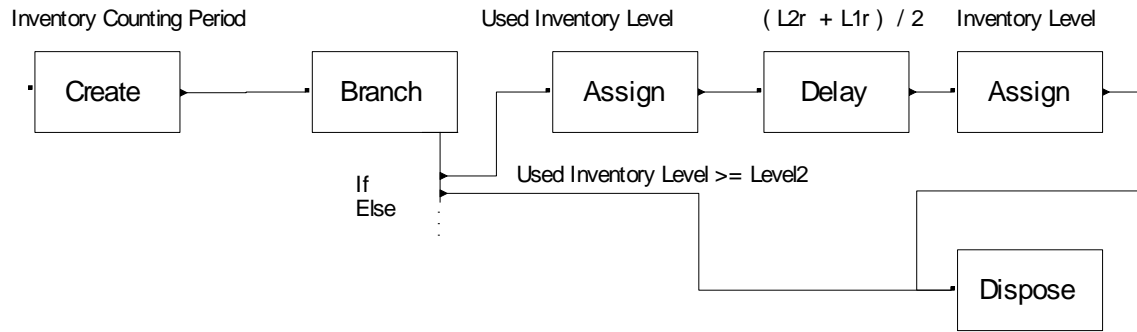 Inventory Counting Period
Used Inventory Level
( L2r + L1r ) / 2
Inventory Level
Create
Branch
Assign
Delay
Assign
If
Else
Used Inventory Level >= Level2
Dispose